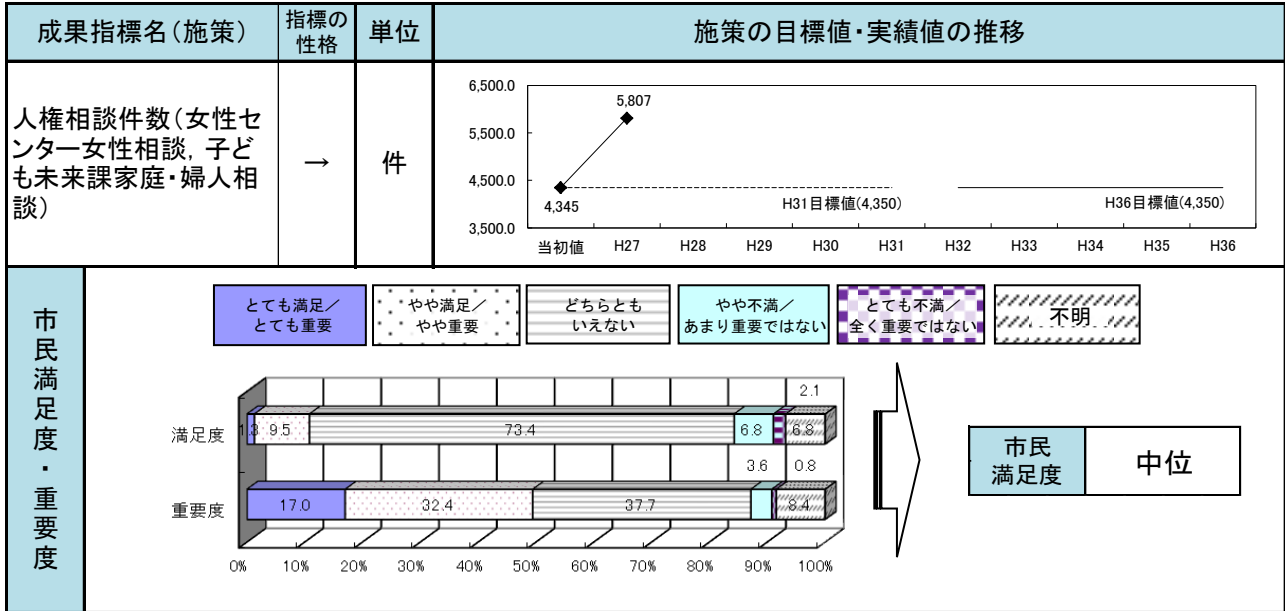 成果指標名(施策)
指標の
性格
単位
施策の目標値・実績値の推移
人権相談件数(女性セ
ンター女性相談, 子ど
も未来課家庭・婦人相
談)
→
件
6,500.0
5,500.0
4,500.0
3,500.0
5,807
4,345
H31目標値(4,350)
H36目標値(4,350)
当初値 H27 H28 H29 H30 H31 H32 H33 H34 H35 H36
市民満足度・重要度
とても満足/
とても重要
やや満足/
やや重要
どちらとも
いえない
やや不満/
あまり重要ではない
とても不満/
全く重要ではない
不明
2.1
満足度 1.3 9.5 73.4 6.8 6.8
3.6 0.8
重要度 17.0 32.4 37.7 8.4
0% 10% 20% 30% 40% 50% 60% 70% 80% 90% 100%
市民
満足度
中位